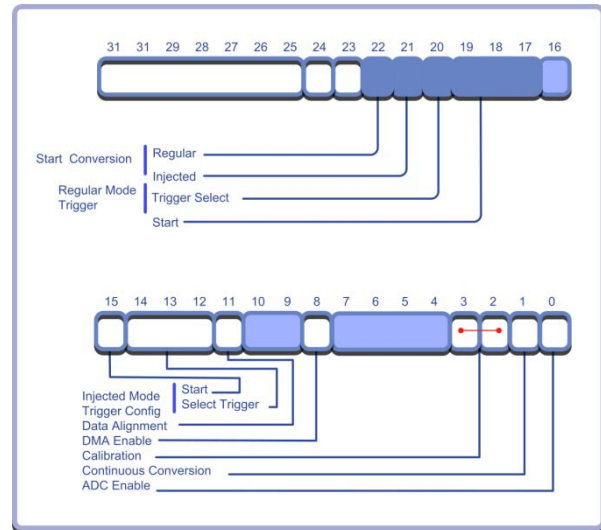 31 31 29 28 27 26 25 24 23 22 21 20 19 18 17 16
Start Conversion
Regular
Injected
Regular Mode
Trigger
Trigger Select
Start
15 14 13 12 11 10 9 8 7 6 5 4 3 2 1 0
Injected Mode
Trigger Config
Start
Select Trigger
Data Alignment
DMA Enable
Calibration
Continuous Conversion
ADC Enable